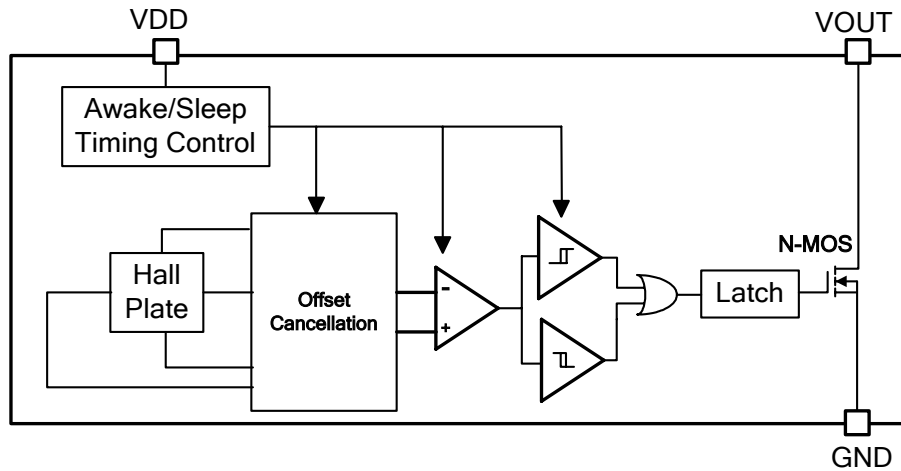 VDD
VOUT
Awake/Sleep
Timing Control
N-MOS
Hall
Plate
Offset
Cancellation
-
+
Latch
GND